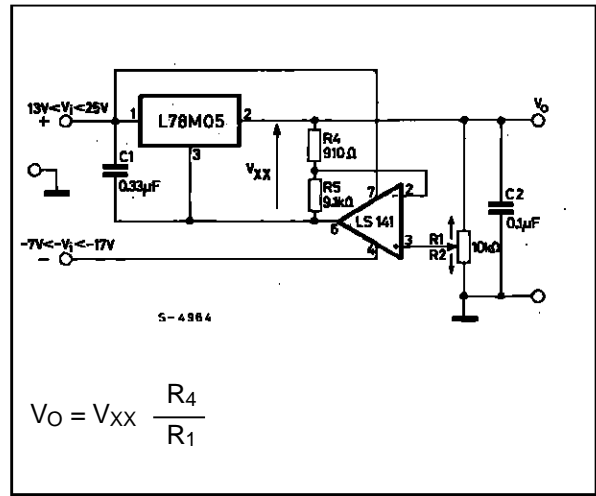 V₀
13V<Vi<25V
+
1
L78M05
2
3
C1
0.33µF
VXX
R4
910Ω
R5
9.1kΩ
7
2
-
LS 141
6
+
3
4
R1
R2
10kΩ
C2
0.1µF
-7V<-Vi<-17V
-
S-4964
VO = VXX R4
R1